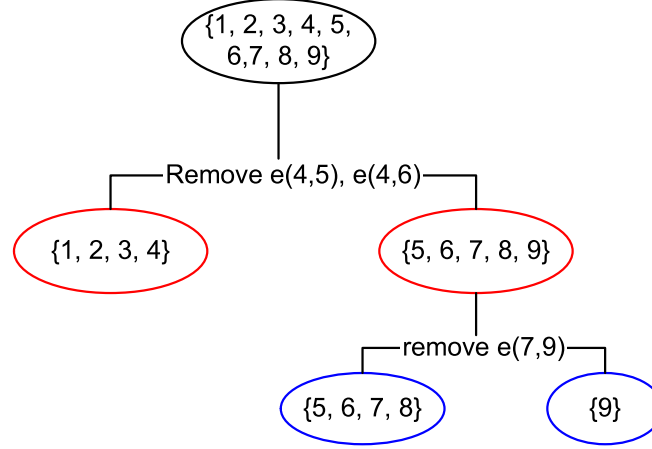 {1, 2, 3, 4, 5,
6,7, 8, 9}
Remove e(4,5), e(4,6)
{1, 2, 3, 4}
{5, 6, 7, 8, 9}
remove e(7,9)
{5, 6, 7, 8}
{9}